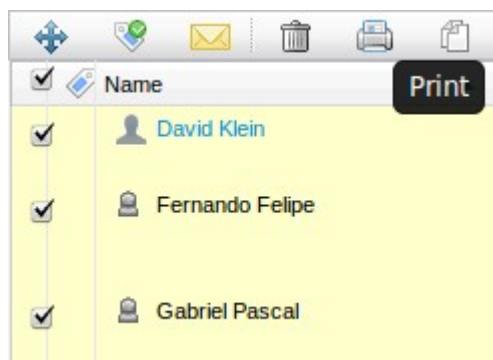 Name
Print
David Klein
Fernando Felipe
Gabriel Pascal